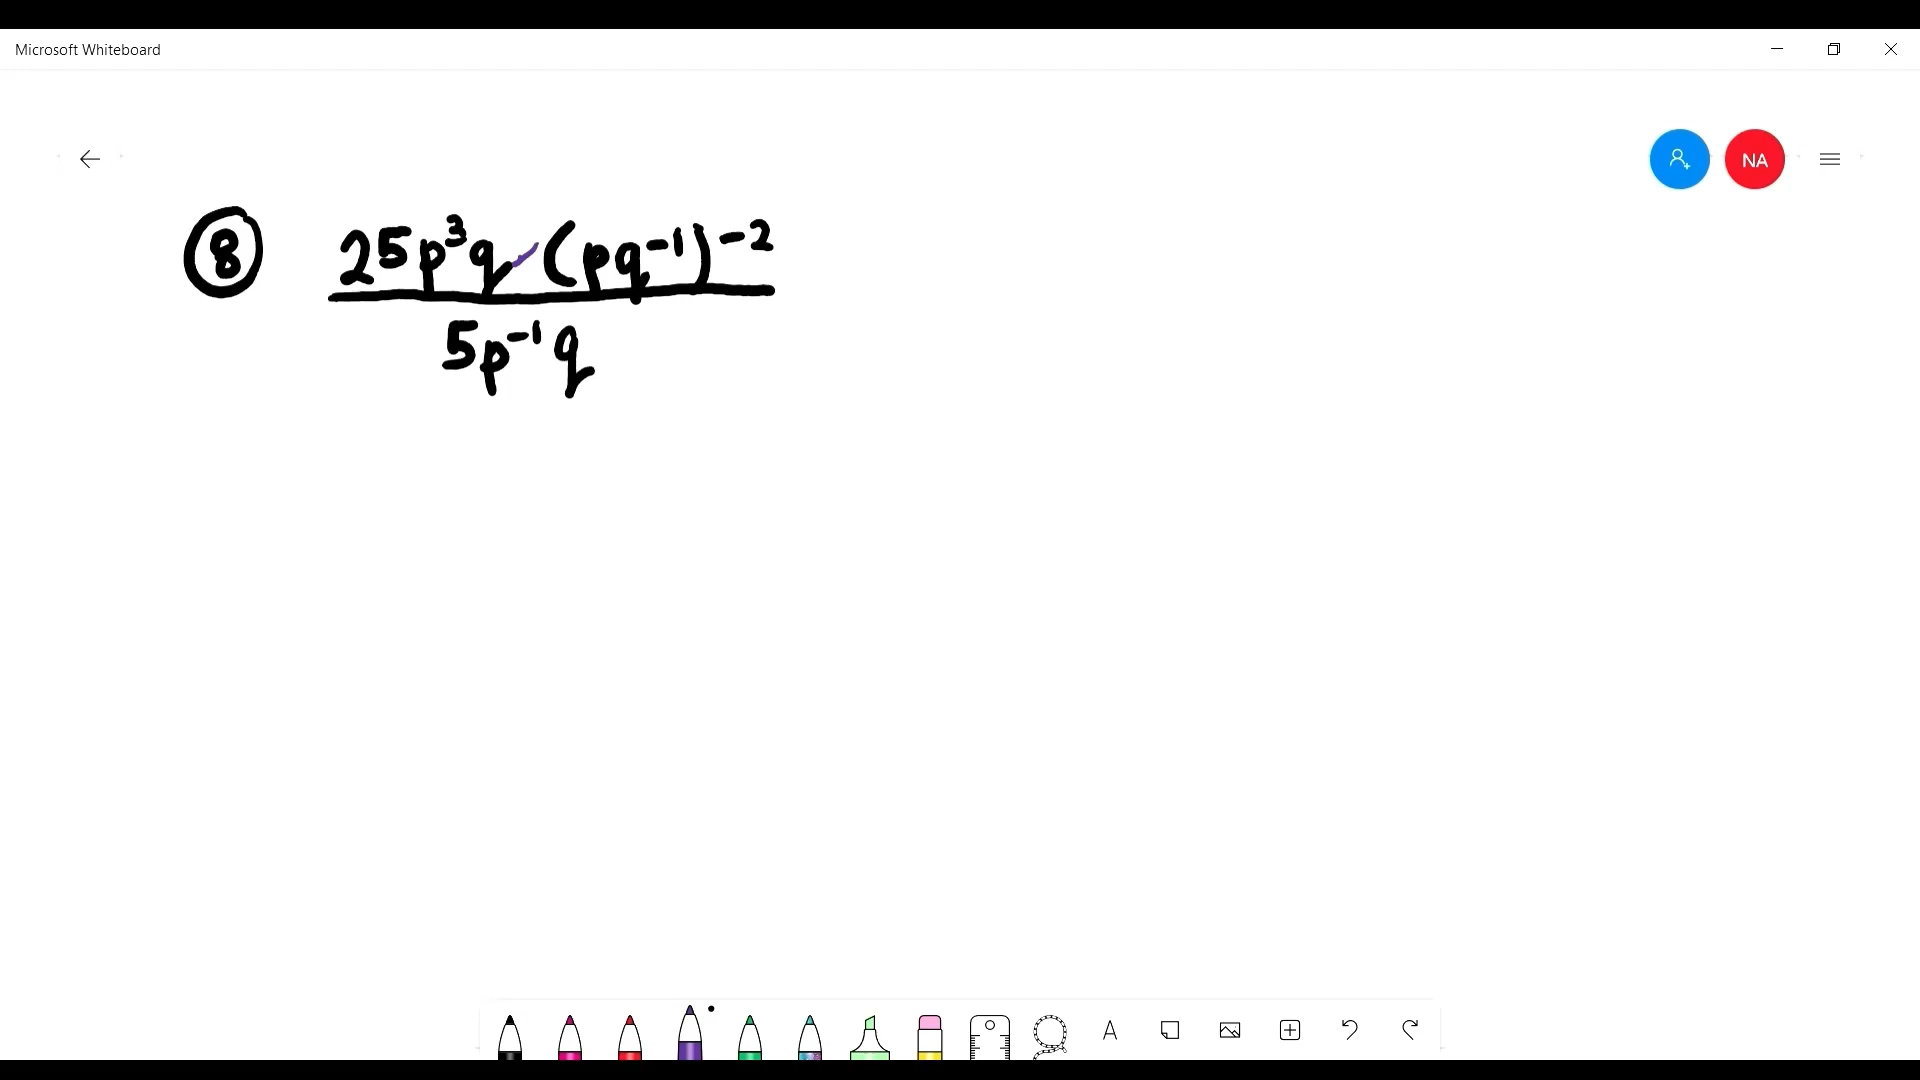 Microsoft Whiteboard
NA
⑧ 25p³q (pq⁻¹)⁻²
5p⁻¹q
A